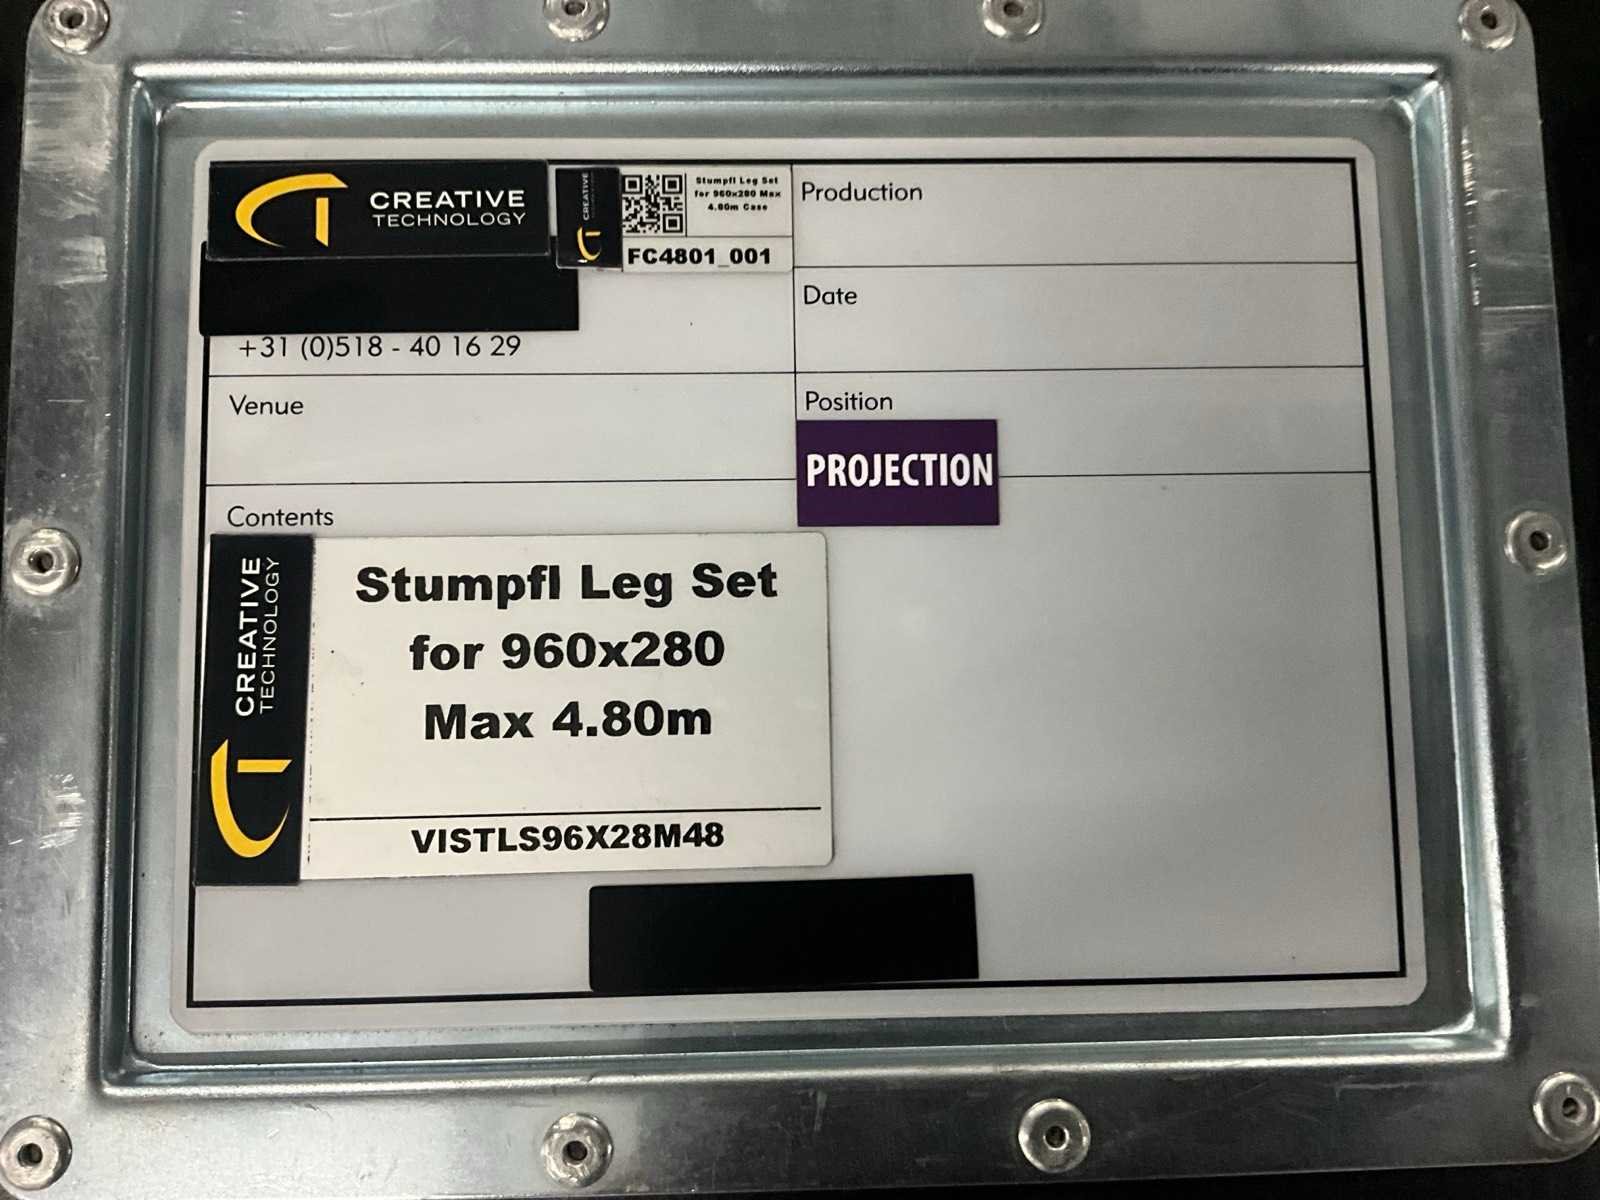 CREATIVE
TECHNOLOGY
CREATIVE
Stumpfl Leg Set
for 960x280 Max
4.80m Case
FC4801_001
+31 (0)518 - 40 16 29
Production
Date
Venue
Position
PROJECTION
Contents
CREATIVE
TECHNOLOGY
Stumpfl Leg Set
for 960x280
Max 4.80m
VISTLS96X28M48